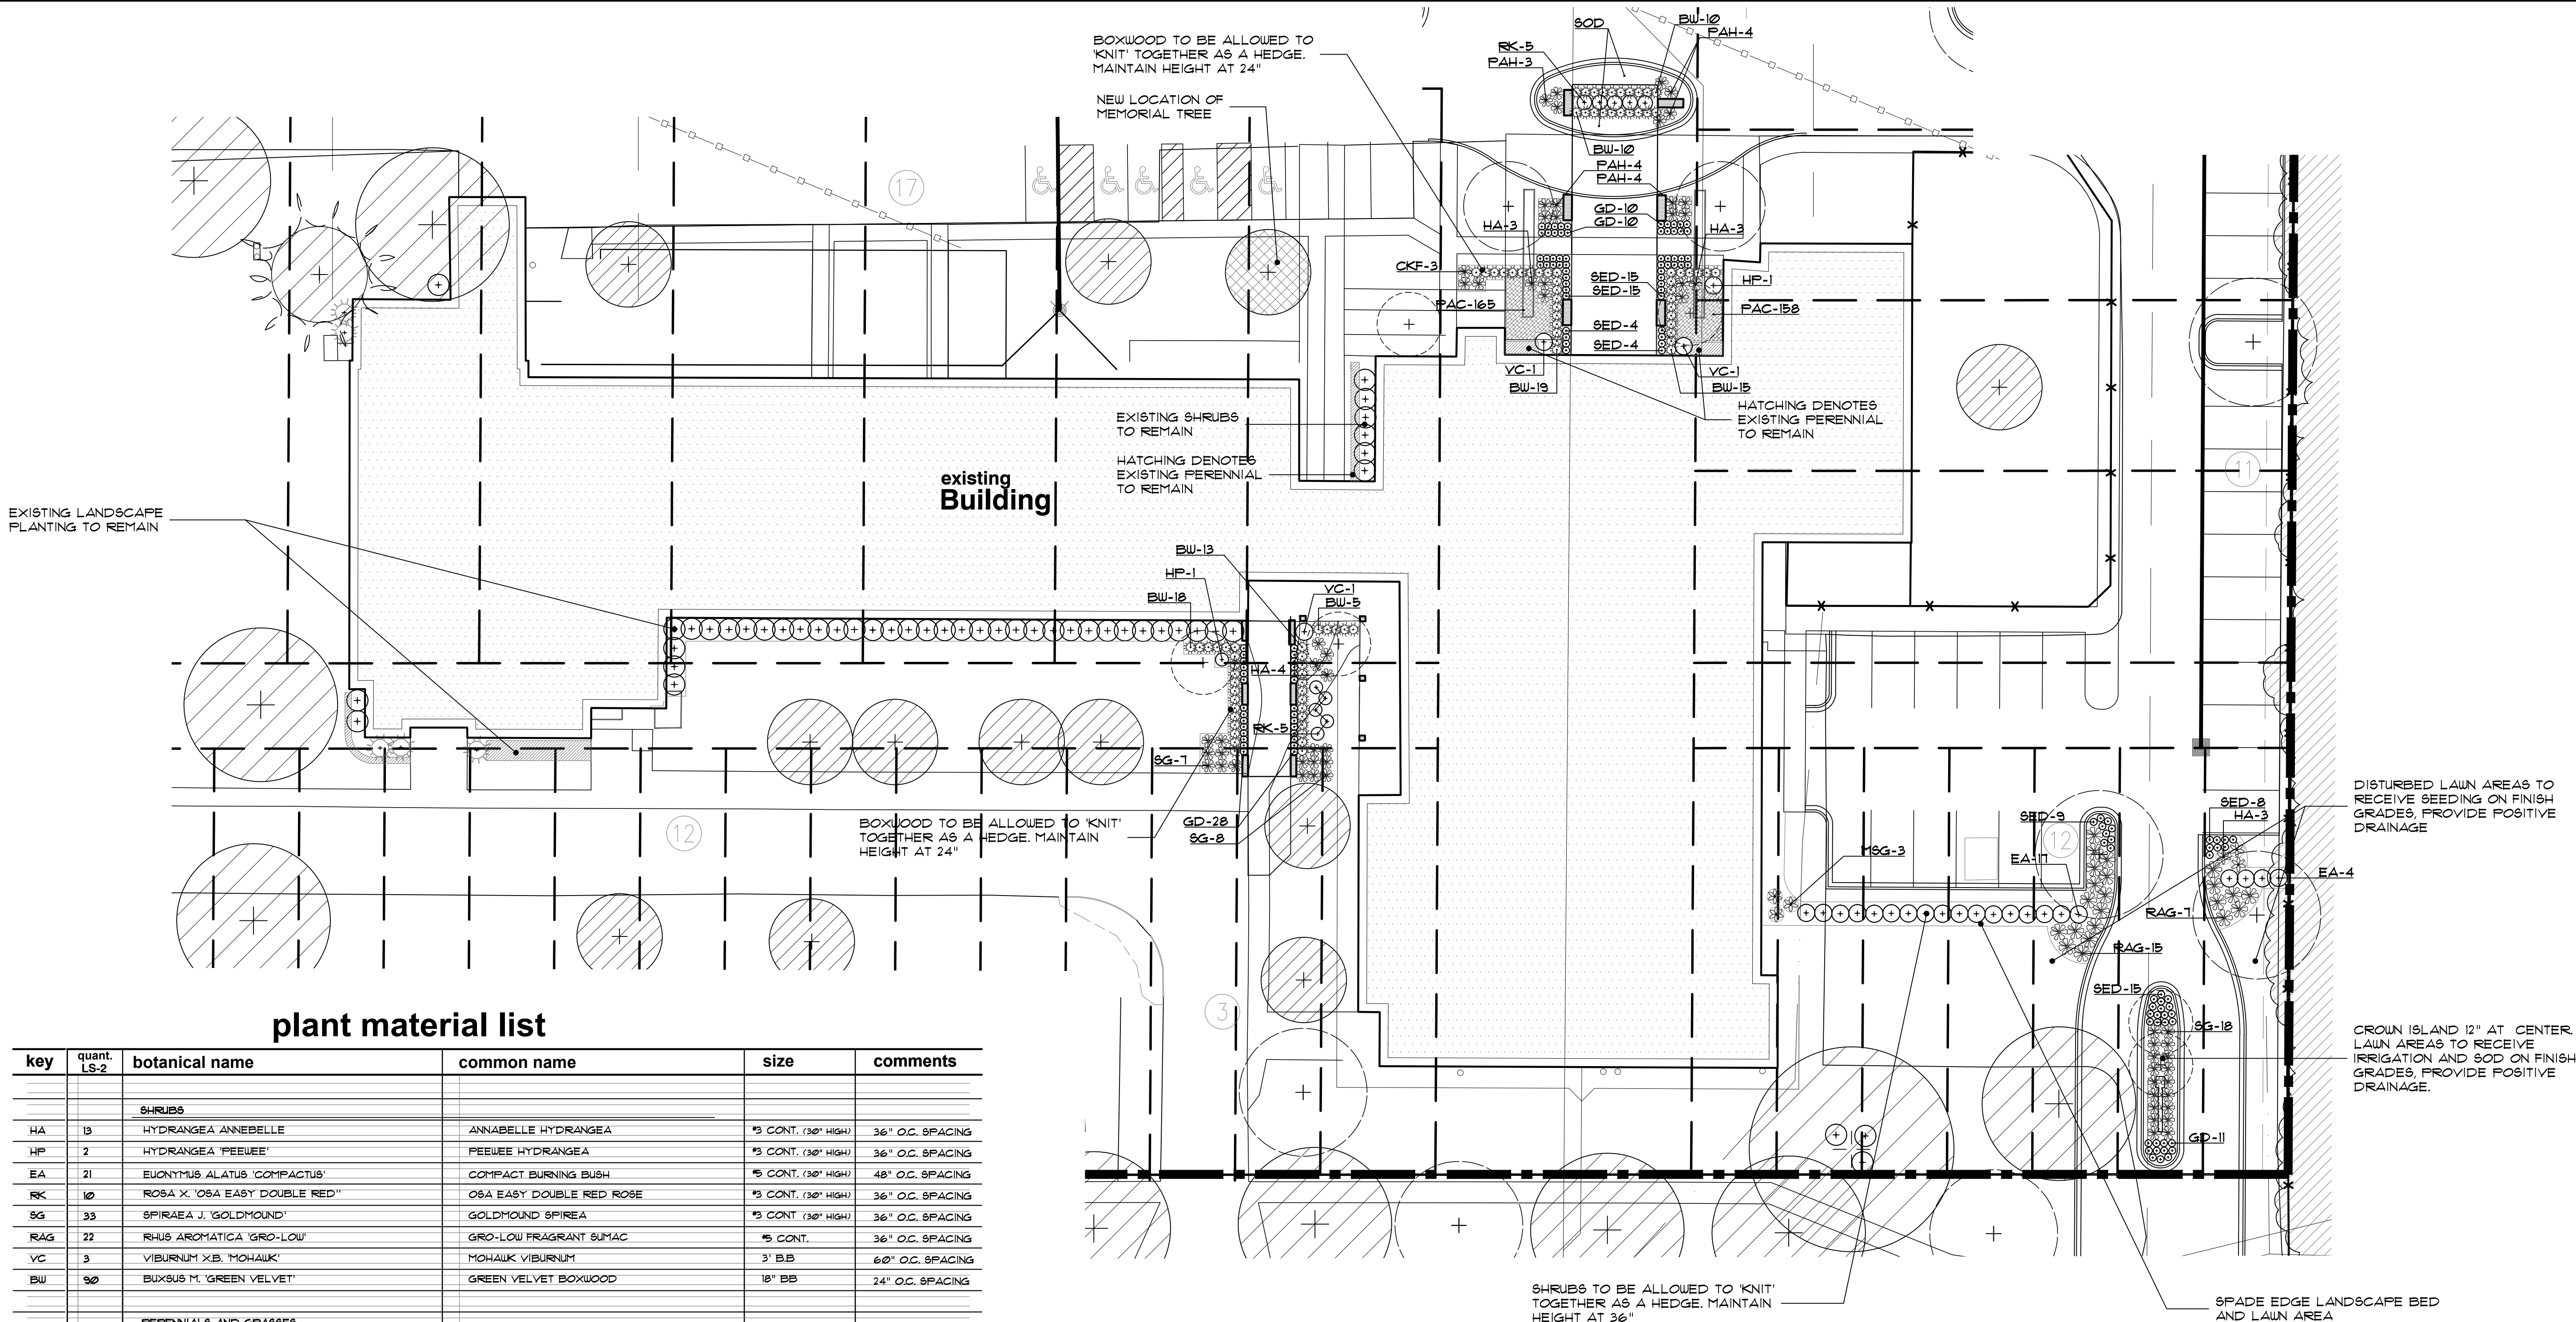 BOXWOOD TO BE ALLOWED TO
'KNIT' TOGETHER AS A HEDGE.
MAINTAIN HEIGHT AT 24"
NEW LOCATION OF
MEMORIAL TREE
SOD
BW-10
PAH-4
RK-5
PAH-3
BW-10
PAH-4
PAH-4
17
GD-10
GD-10
HA-3
HA-3
CKF-3
SED-15
SED-15
HP-1
PAC-165
PAC-158
SED-4
SED-4
VC-1
VC-1
BW-19
BW-15
HATCHING DENOTES
EXISTING PERENNIAL
TO REMAIN
EXISTING SHRUBS
TO REMAIN
HATCHING DENOTES
EXISTING PERENNIAL
TO REMAIN
existing
Building
11
EXISTING LANDSCAPE
PLANTING TO REMAIN
BW-13
HP-1
BW-18
VC-1
BW-5
HA-4
RK-5
SG-7
GD-28
SG-8
12
BOXWOOD TO BE ALLOWED TO 'KNIT'
TOGETHER AS A HEDGE. MAINTAIN
HEIGHT AT 24"
DISTURBED LAWN AREAS TO
RECEIVE SEEDING ON FINISH
GRADES, PROVIDE POSITIVE
DRAINAGE
SED-9
SED-8
HA-3
12
MSG-3
EA-17
EA-4
RAG-7
RAG-15
SED-15
3
SG-18
CROWN ISLAND 12" AT CENTER.
LAWN AREAS TO RECEIVE
IRRIGATION AND SOD ON FINISH
GRADES, PROVIDE POSITIVE
DRAINAGE.
GD-11
SHRUBS TO BE ALLOWED TO 'KNIT'
TOGETHER AS A HEDGE. MAINTAIN
HEIGHT AT 36"
SPADE EDGE LANDSCAPE BED
AND LAWN AREA
plant material list
key quant. LS-2 botanical name common name size comments
SHRUBS
HA 13 HYDRANGEA ANNEBELLE ANNABELLE HYDRANGEA #3 CONT. (30" HIGH) 36" O.C. SPACING
HP 2 HYDRANGEA 'PEEWEE' PEEWEE HYDRANGEA #3 CONT. (30" HIGH) 36" O.C. SPACING
EA 21 EUONYMUS ALATUS 'COMPACTUS' COMPACT BURNING BUSH #5 CONT. (30" HIGH) 48" O.C. SPACING
RK 10 ROSA X. 'OSA EASY DOUBLE RED'' OSA EASY DOUBLE RED ROSE #3 CONT. (30" HIGH) 36" O.C. SPACING
SG 33 SPIRAEA J. 'GOLDMOUND' GOLDMOUND SPIREA #3 CONT (30" HIGH) 36" O.C. SPACING
RAG 22 RHUS AROMATICA 'GRO-LOW' GRO-LOW FRAGRANT SUMAC #5 CONT. 36" O.C. SPACING
VC 3 VIBURNUM X.B. 'MOHAWK' MOHAWK VIBURNUM 3' B.B 60" O.C. SPACING
BW 90 BUXSUS M. 'GREEN VELVET' GREEN VELVET BOXWOOD 18" BB 24" O.C. SPACING
PERENNIALS AND GRASSES